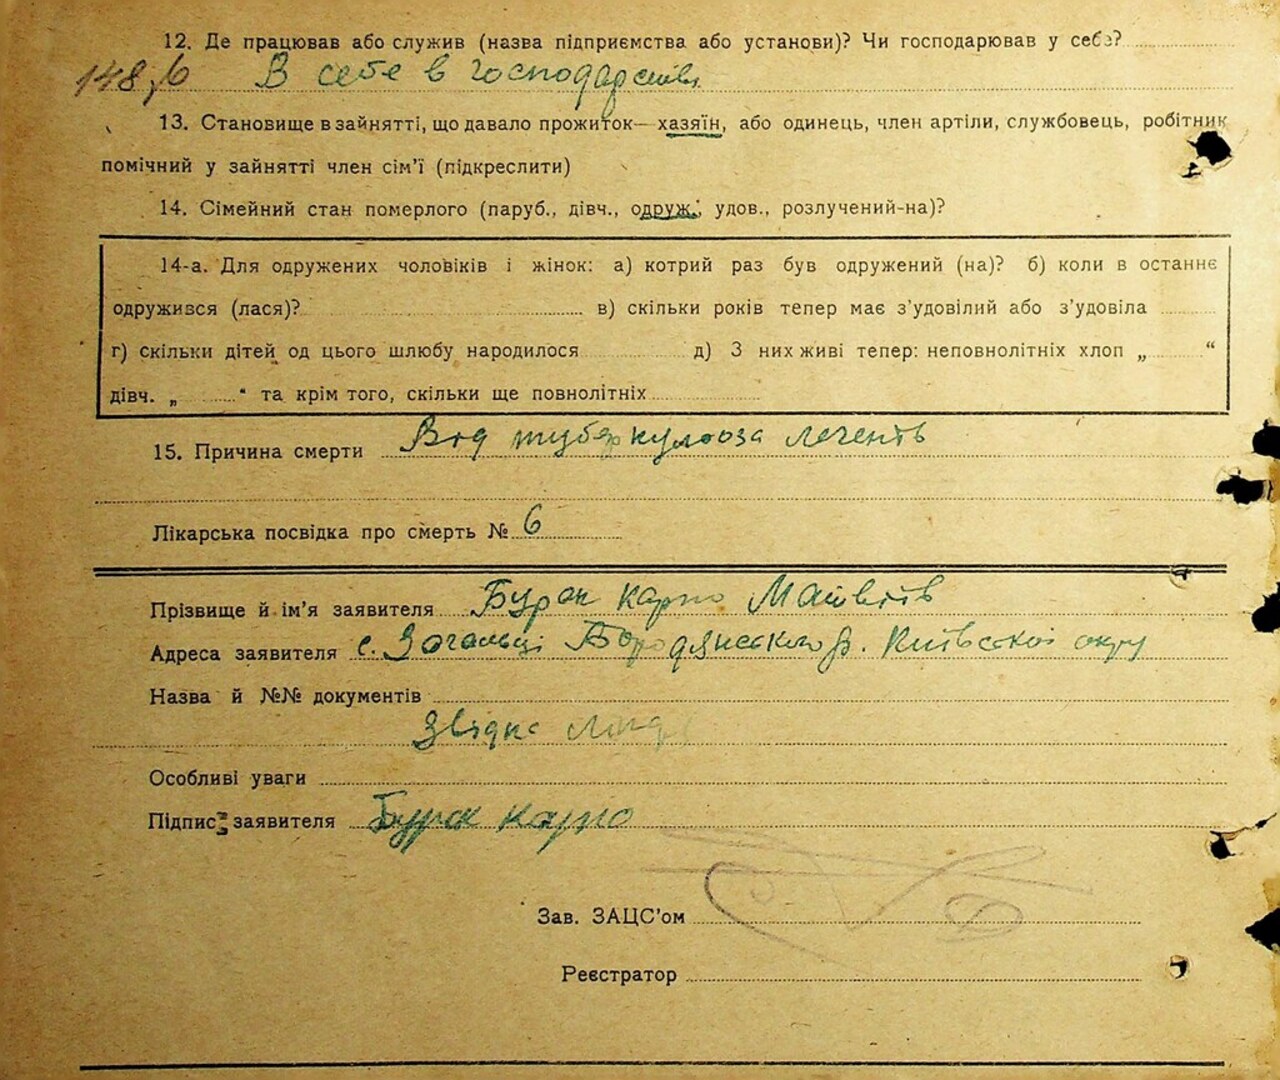 12. Де працював або служив (назва підприємства або установи)? Чи господарював у себе?
148,6 В себе в господарстві
13. Становище в зайнятті, що давало прожиток— хазяїн, або одинець, член артіли, службовець, робітник
помічний у зайнятті член сім’ї (підкреслити)
14. Сімейний стан померлого (паруб., дівч., одруж., удов., розлучений-на)?
14-а. Для одружених чоловіків і жінок: а) котрий раз був одружений (на)? б) коли в останнє
одружився (лася)? в) скільки років тепер має з’удовілий або з’удовіла
г) скільки дітей од цього шлюбу народилося д) З них живі тепер: неповнолітніх хлоп „ “
дівч. „ “ та крім того, скільки ще повнолітніх
15. Причина смерти Від туберкульоза легень
Лікарська посвідка про смерть № 6
Прізвище й ім’я заявителя Бурак Карпо
Адреса заявителя с. Загальці Бородянського р. Київської окру
Назва й №№ документів
Особливі уваги
Підпис заявителя Бурак Карпо
Зав. ЗАЦС’ом
Реєстратор